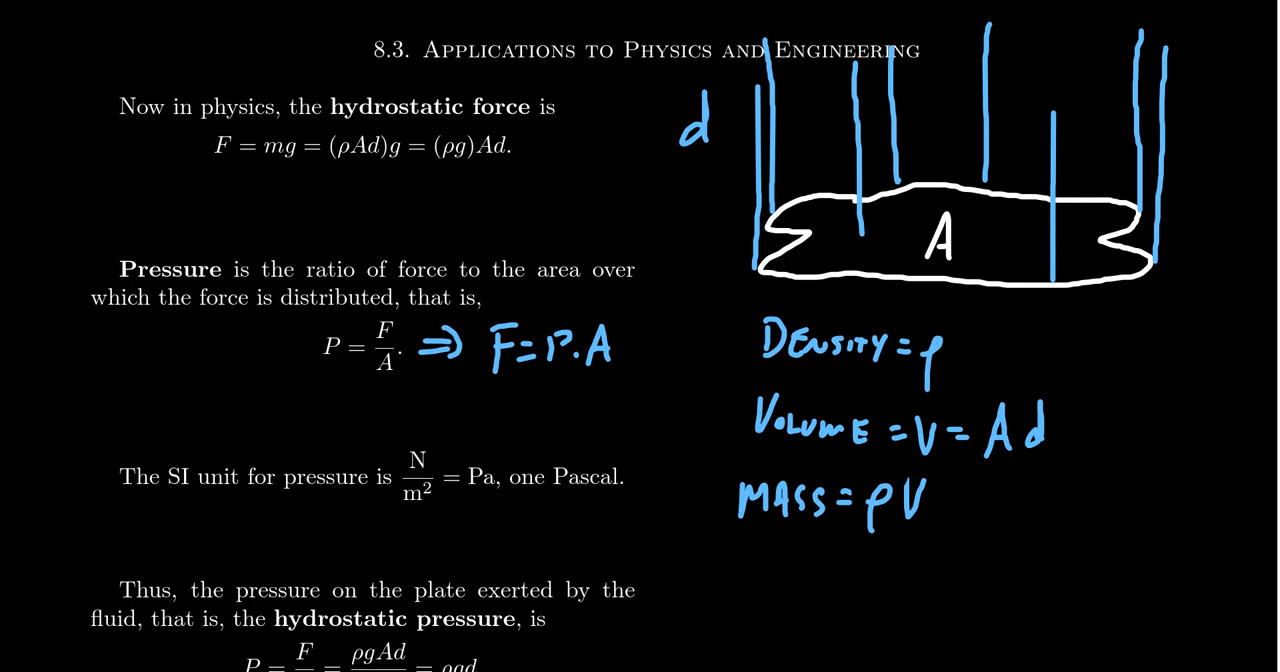 8.3. Applications to Physics and Engineering
Now in physics, the hydrostatic force is
F = mg = (ρAd)g = (ρg)Ad.
Pressure is the ratio of force to the area over
which the force is distributed, that is,
P = F/A. ⇒ F = P·A
The SI unit for pressure is N/m² = Pa, one Pascal.
Thus, the pressure on the plate exerted by the
fluid, that is, the hydrostatic pressure, is
P = F/ = ρgAd/ = ρgd
d
A
DENSITY = ρ
VOLUME = V = Ad
MASS = ρV